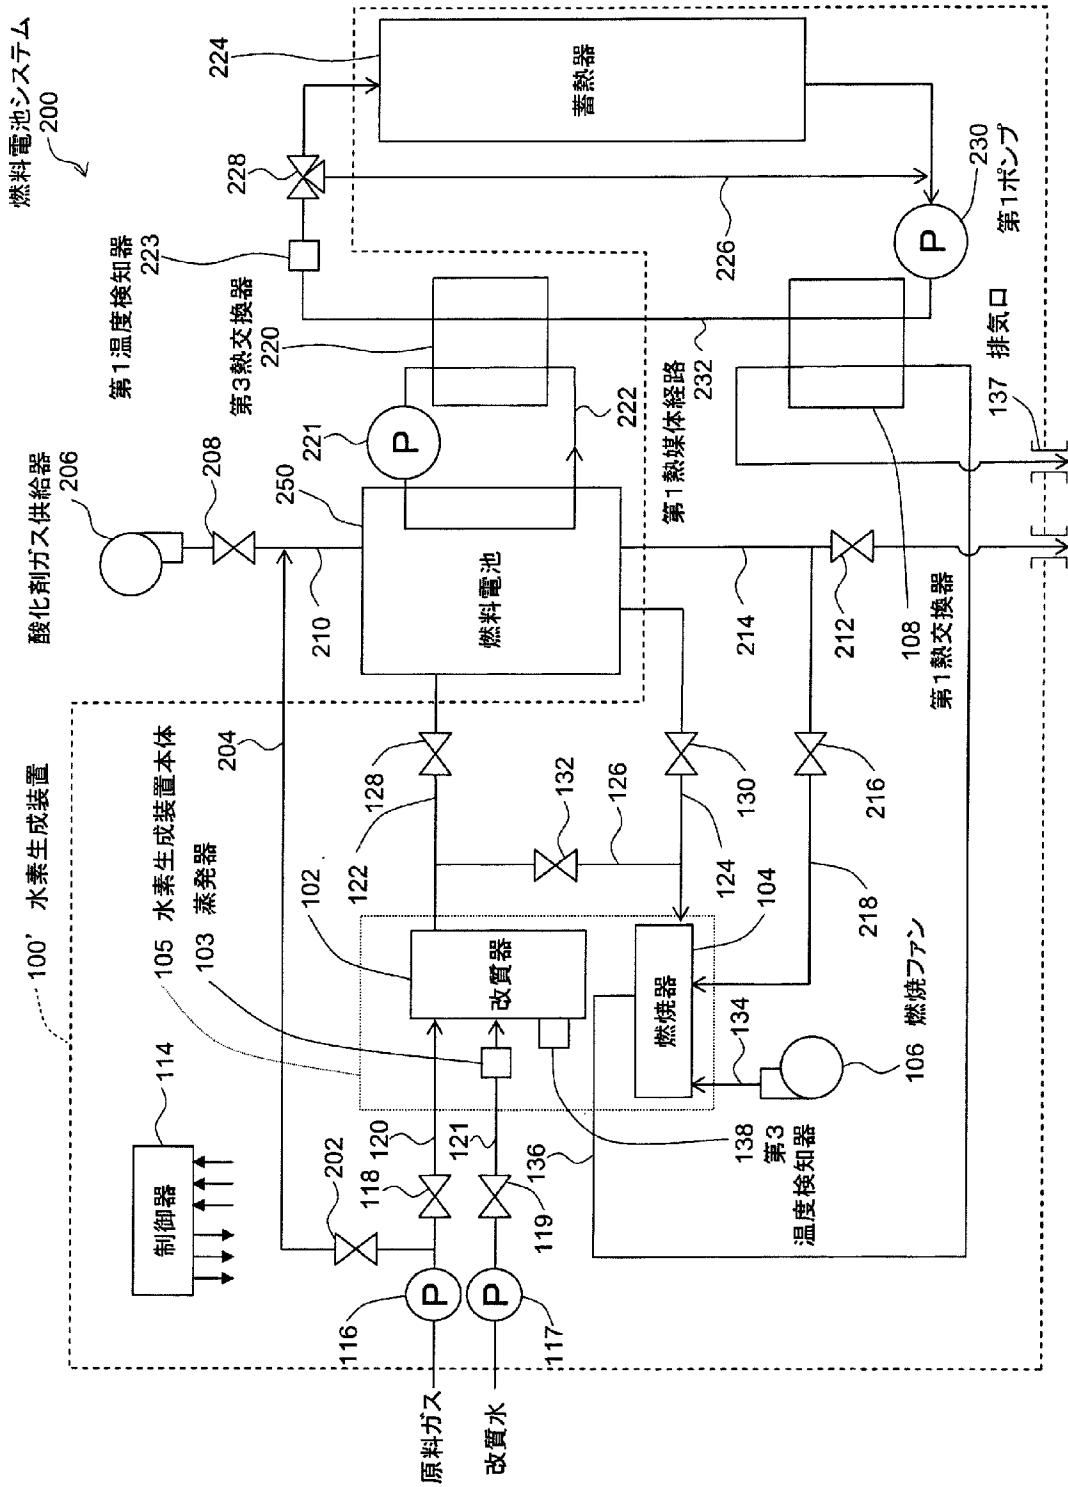 燃料電池システム
200
100' 水素生成装置
105 水素生成装置本体
103 蒸発器
114
制御器
202
204
102
122
128
酸化剤ガス供給器
206
208
210
250
第1温度検知器
223
第3熱交換器
220
221
P
228
224
蓄熱器
226
230
第1ポンプ
P
232
第1熱媒体経路
222
燃料電池
改質器
燃焼器
132
126
130
124
104
214
212
216
218
108
第1熱交換器
137 排気口
原料ガス
改質水
116
P
117
P
118
119
120
121
136
138 第3
温度検知器
134
106 燃焼ファン